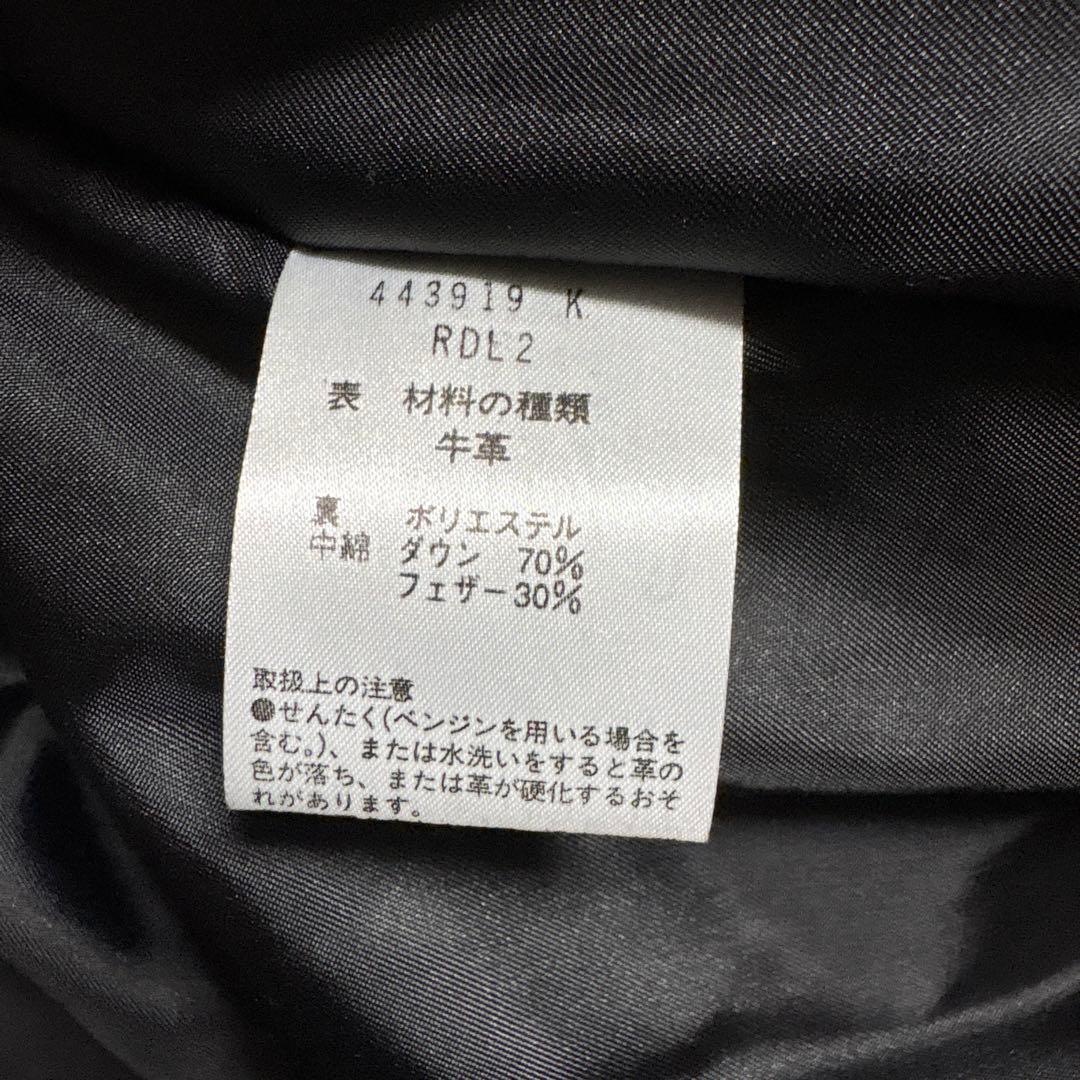 443919 K
RDL2
表 材料の種類
牛革
裏 ポリエステル
中綿 ダウン 70%
フェザー30%
取扱上の注意
●せんたく(ベンジンを用いる場合を
含む。)、または水洗いをすると革の
色が落ち、または革が硬化するおそ
れがあります。